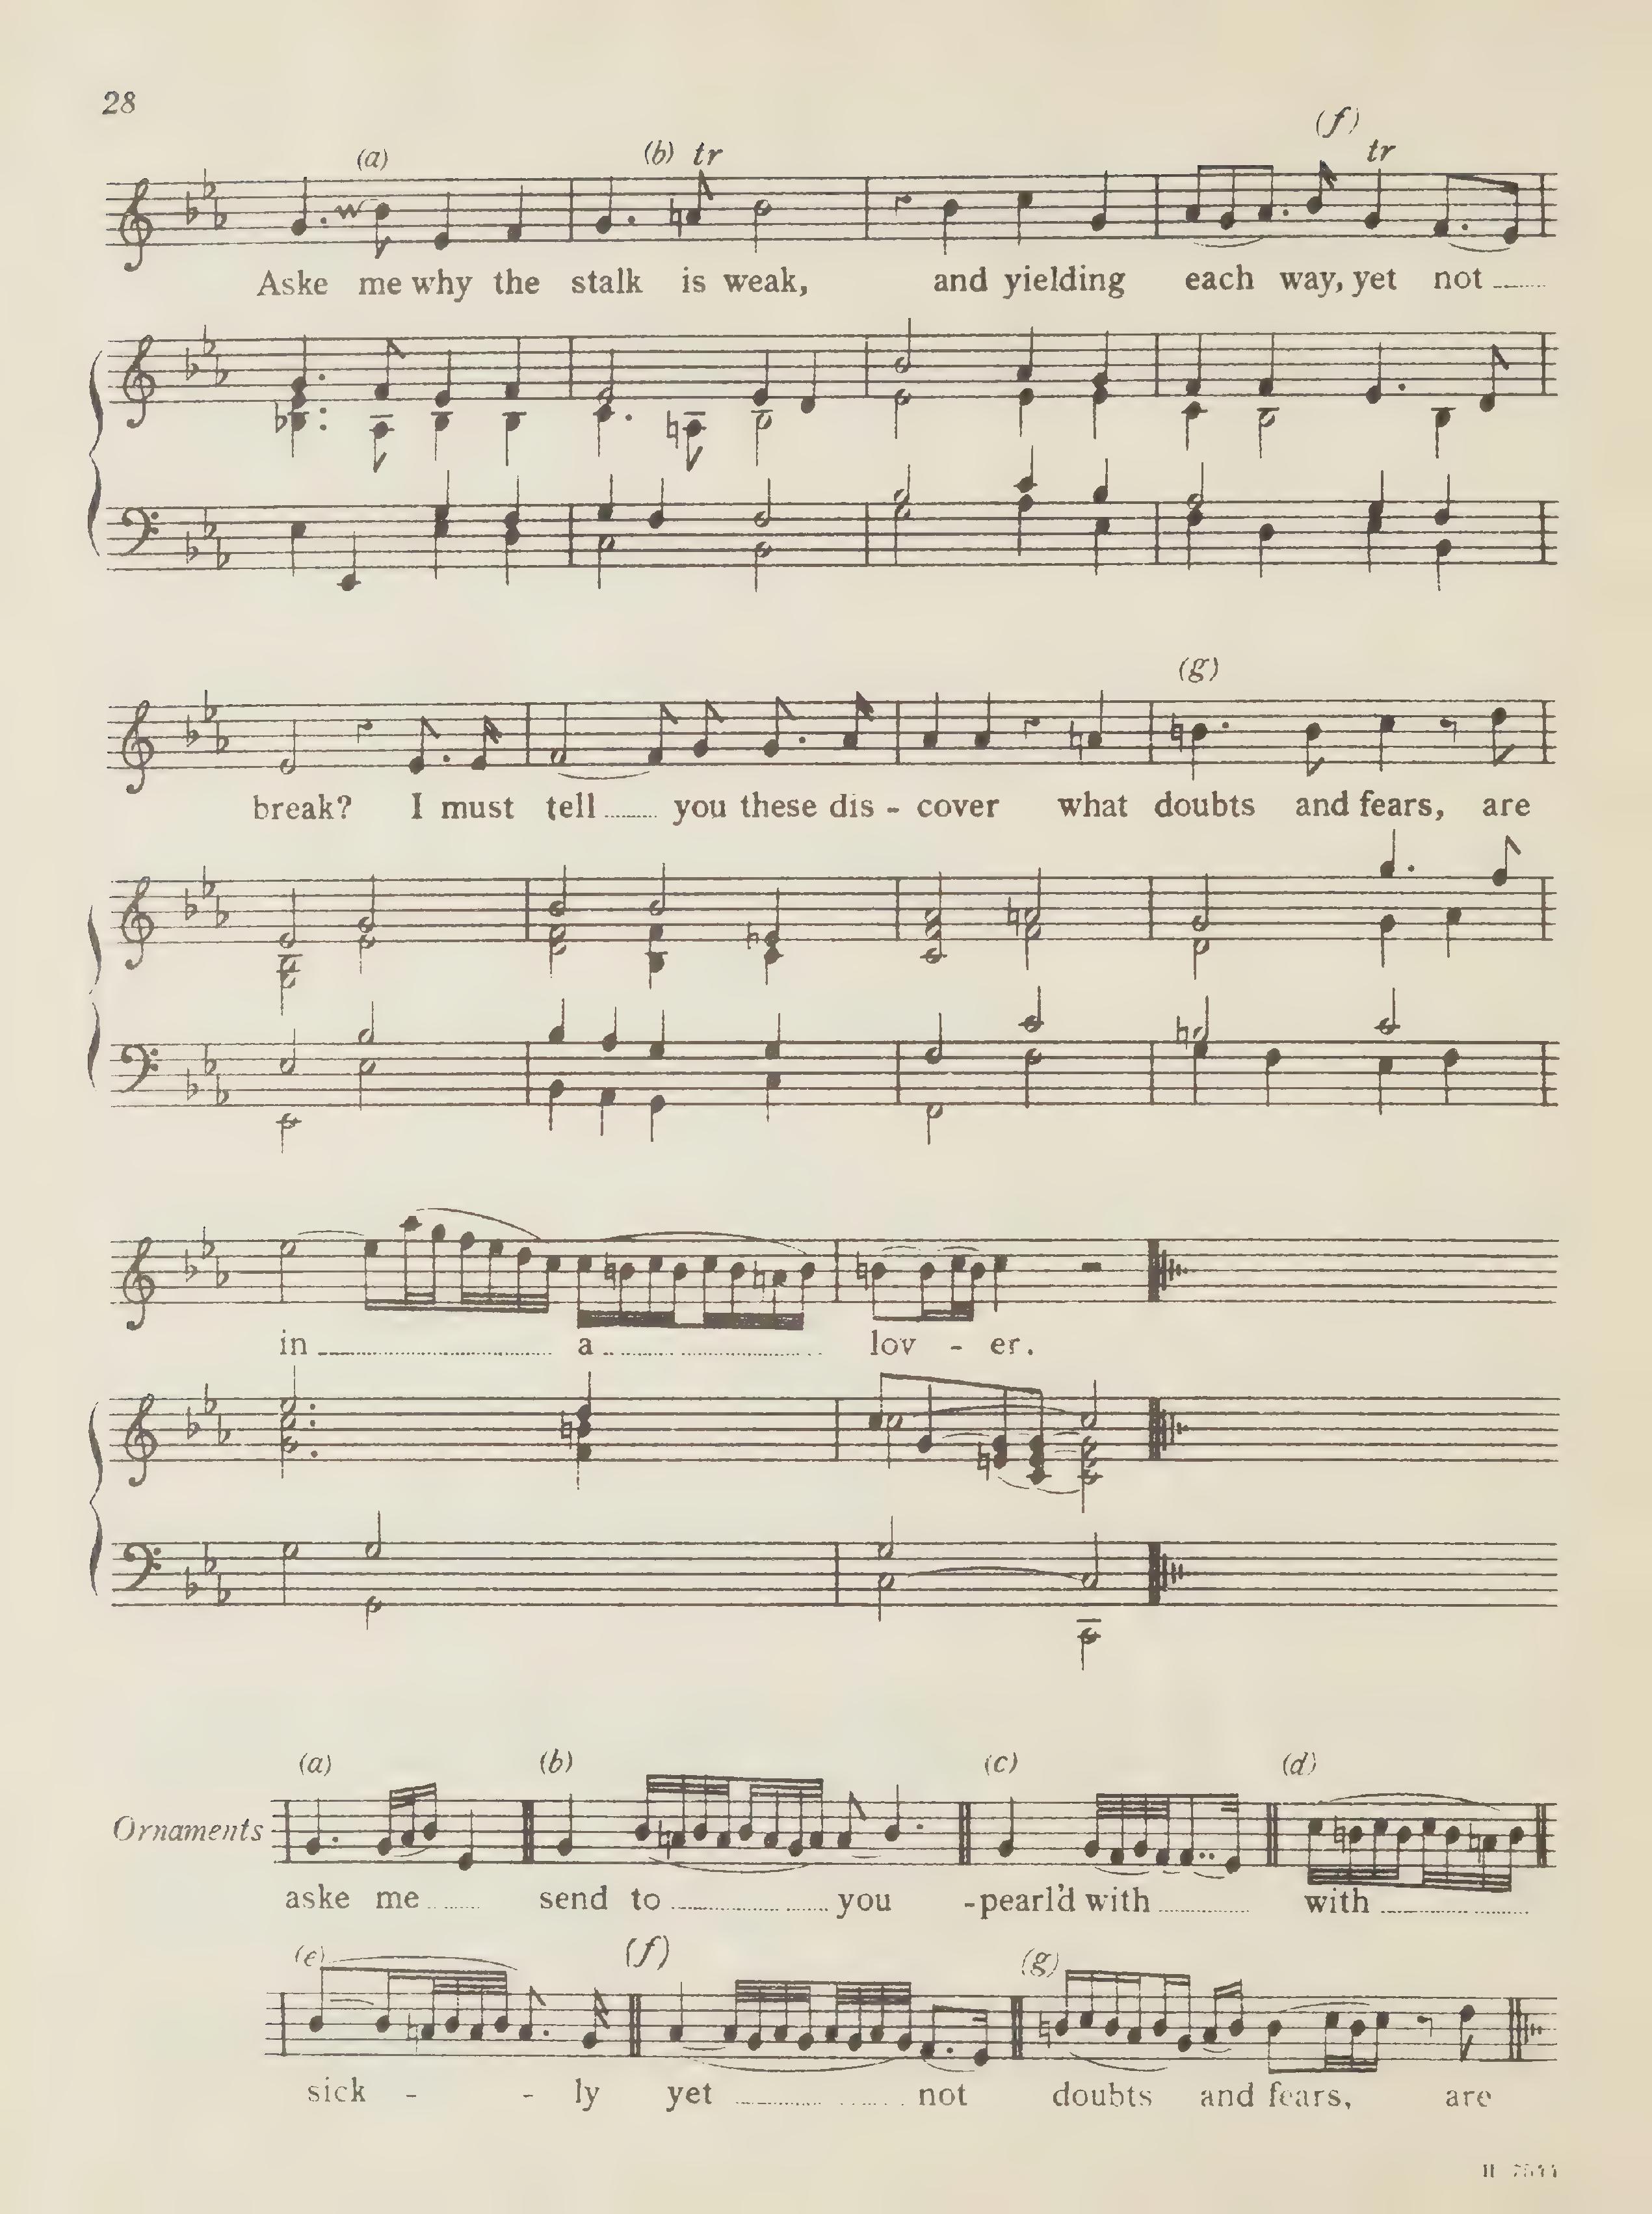 28
(a) (b) tr (f) tr
Aske me why the stalk is weak, and yielding each way, yet not
(g)
break? I must tell you these dis - cover what doubts and fears, are
in a lov - er.
(a) (b) (c) (d)
Ornaments
aske me send to you -pearl'd with with
(e) (f) (g)
sick - - ly yet not doubts and fears, are